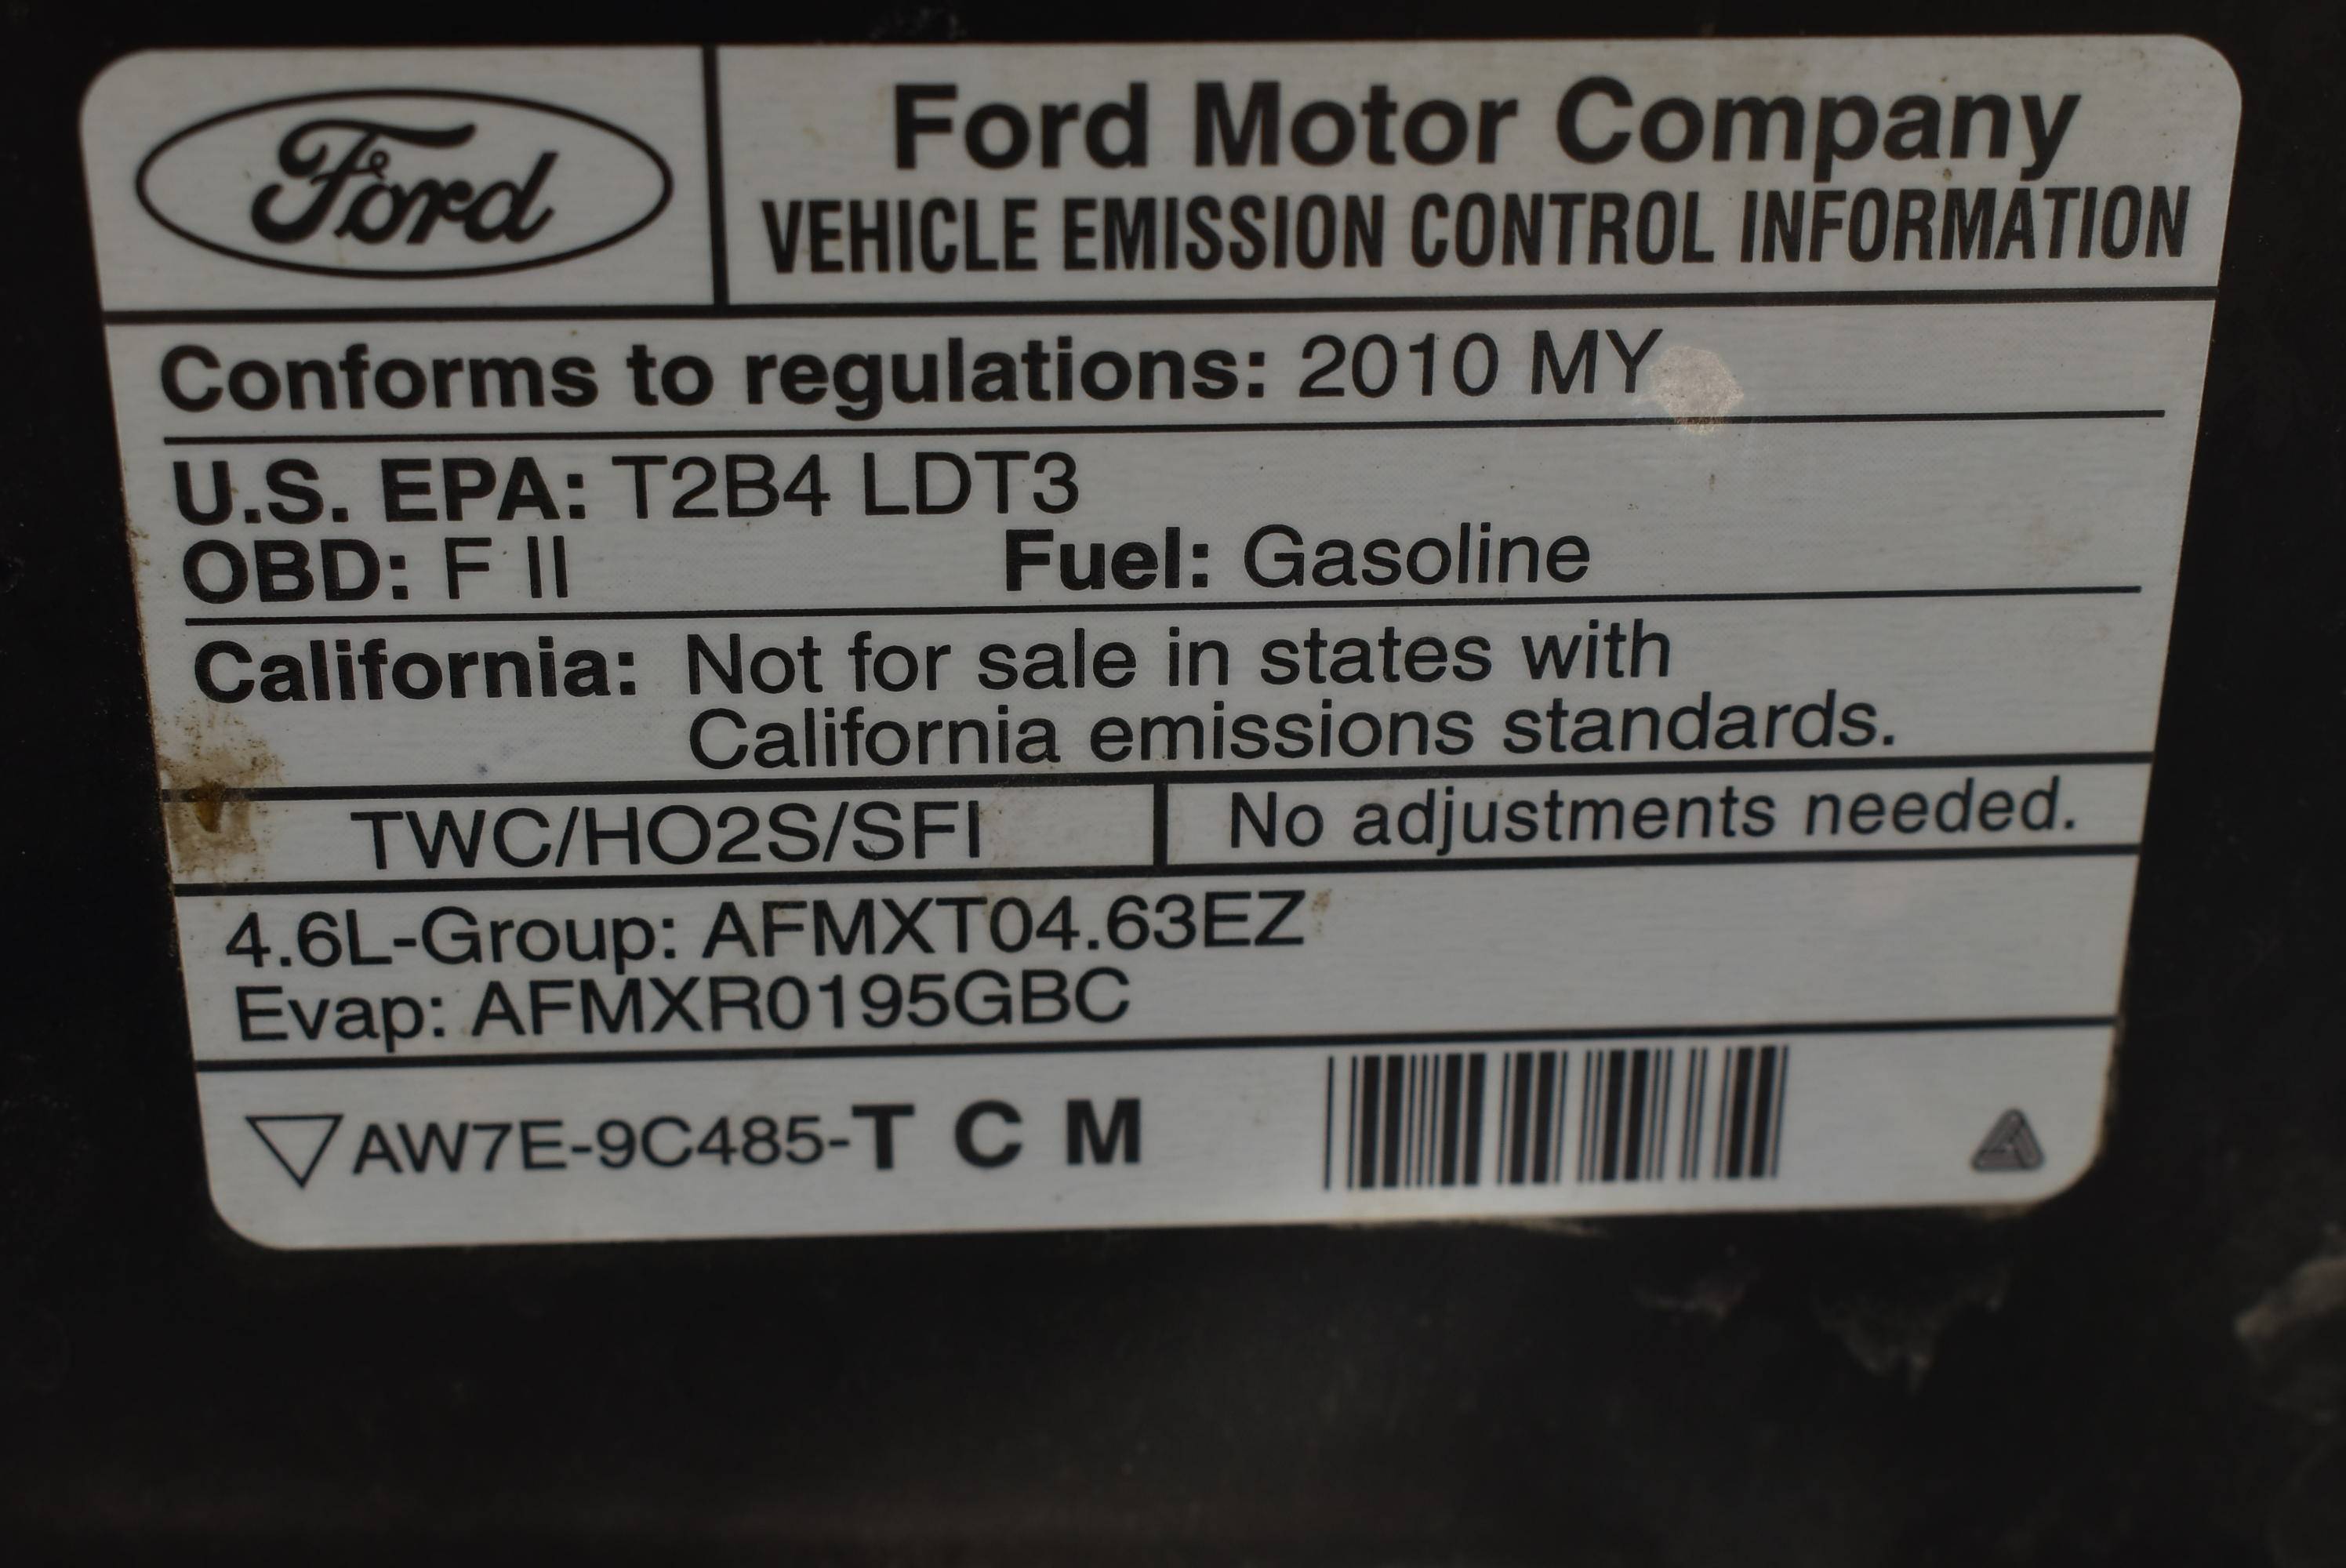 Ford
Ford Motor Company
VEHICLE EMISSION CONTROL INFORMATION
Conforms to regulations: 2010 MY
U.S. EPA: T2B4 LDT3
OBD: F II Fuel: Gasoline
California: Not for sale in states with
California emissions standards.
TWC/HO2S/SFI
No adjustments needed.
4.6L-Group: AFMXT04.63EZ
Evap: AFMXR0195GBC
AW7E-9C485-T C M